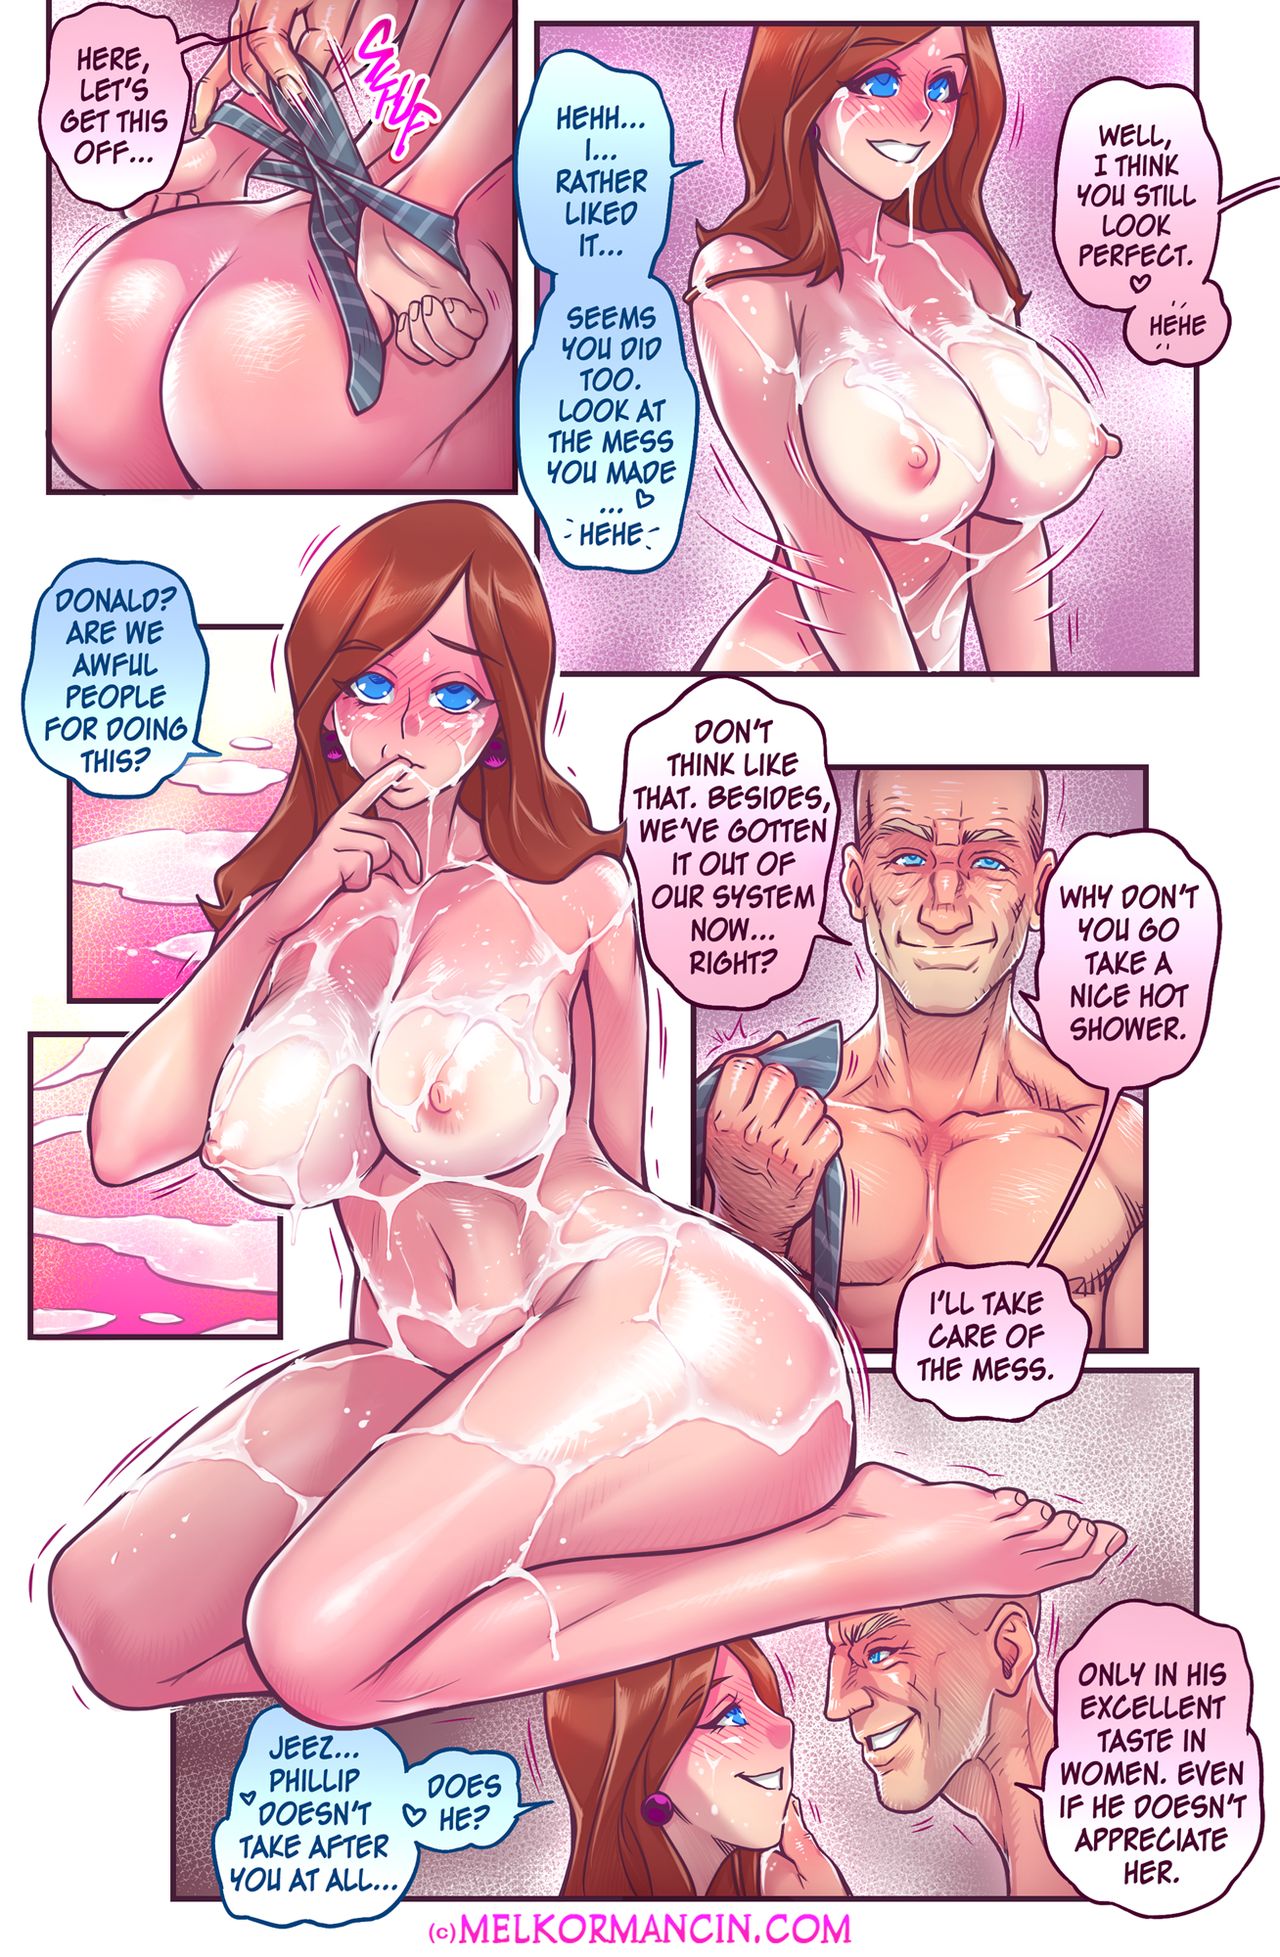 HERE,
LET'S
GET THIS
OFF...
SHFUF
HEHH...
I...
RATHER
LIKED
IT...
SEEMS
YOU DID
TOO.
LOOK AT
THE MESS
YOU MADE
... ♡
HEHE
WELL,
I THINK
YOU STILL
LOOK
PERFECT.
♡
HEHE
DONALD?
ARE WE
AWFUL
PEOPLE
FOR DOING
THIS?
DON'T
THINK LIKE
THAT. BESIDES,
WE'VE GOTTEN
IT OUT OF
OUR SYSTEM
NOW...
RIGHT?
WHY DON'T
YOU GO
TAKE A
NICE HOT
SHOWER.
I'LL TAKE
CARE OF
THE MESS.
JEEZ...
PHILLIP
♡ DOESN'T
TAKE AFTER
YOU AT ALL...
DOES
♡ HE?
ONLY IN HIS
EXCELLENT
TASTE IN
WOMEN. EVEN
IF HE DOESN'T
APPRECIATE
HER.
(c)MELKORMANCIN.COM